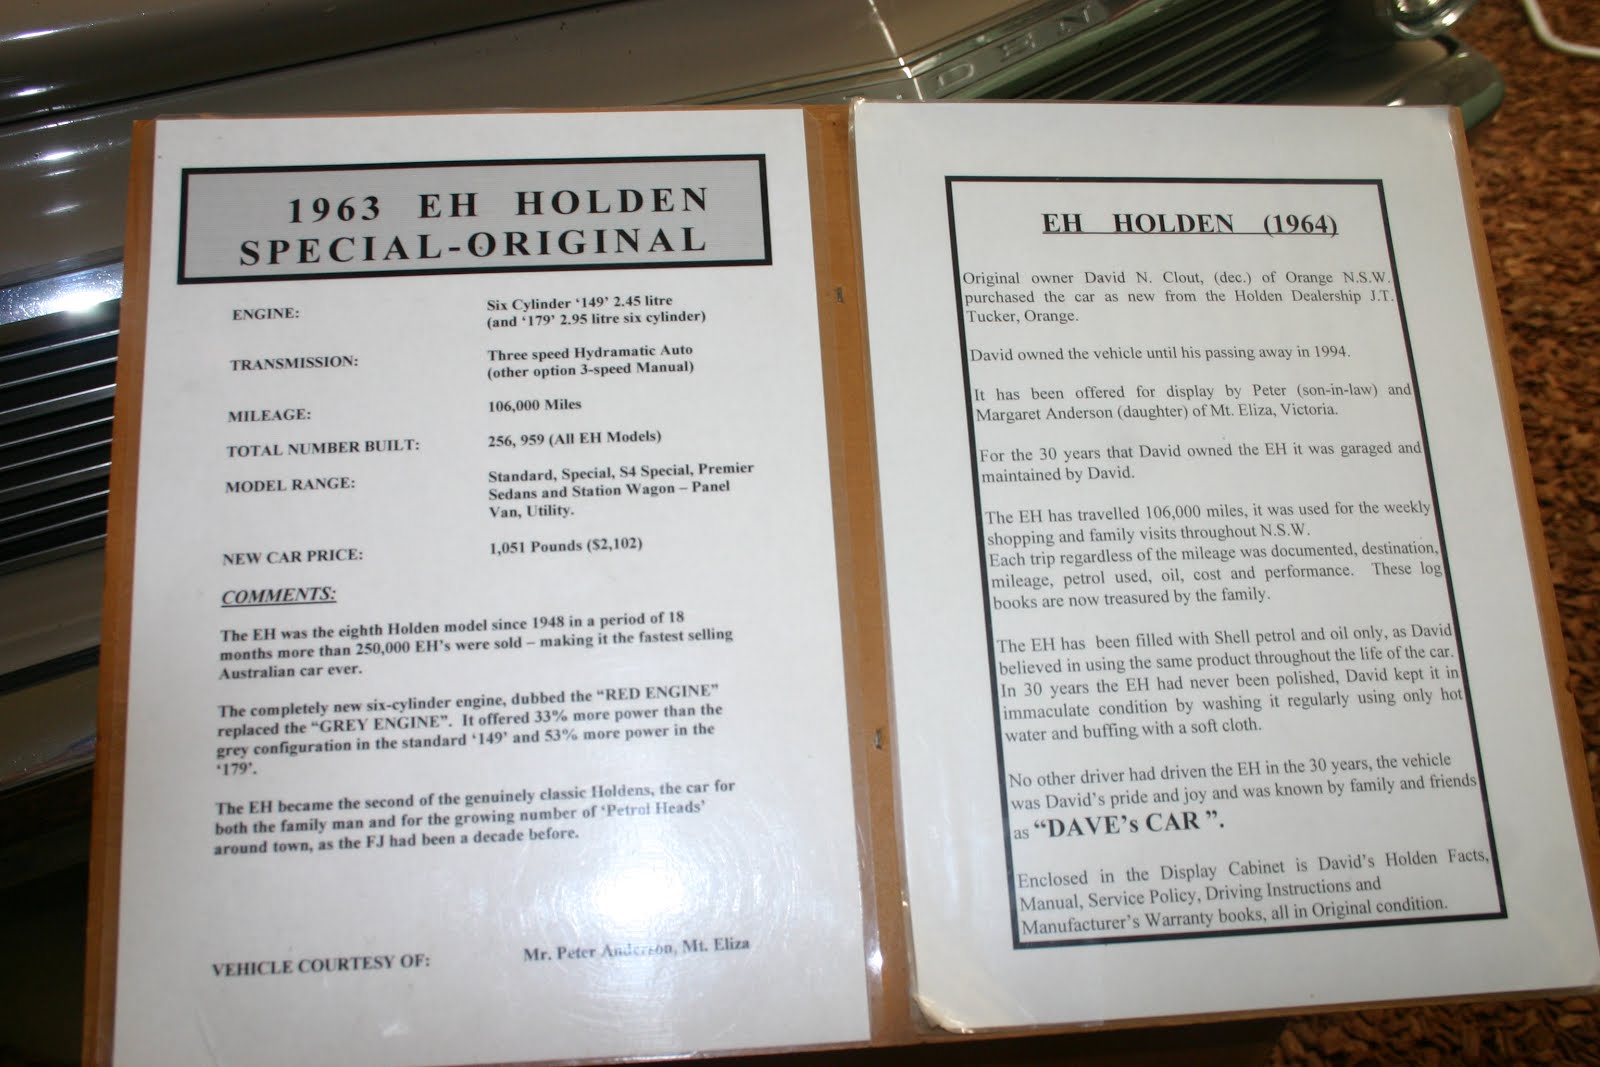 DEN
1963 EH HOLDEN
SPECIAL-ORIGINAL
ENGINE: Six Cylinder ‘149’ 2.45 litre
(and ‘179’ 2.95 litre six cylinder)
TRANSMISSION: Three speed Hydramatic Auto
(other option 3-speed Manual)
MILEAGE: 106,000 Miles
TOTAL NUMBER BUILT: 256, 959 (All EH Models)
MODEL RANGE: Standard, Special, S4 Special, Premier
Sedans and Station Wagon – Panel
Van, Utility.
NEW CAR PRICE: 1,051 Pounds ($2,102)
COMMENTS:
The EH was the eighth Holden model since 1948 in a period of 18
months more than 250,000 EH’s were sold – making it the fastest selling
Australian car ever.
The completely new six-cylinder engine, dubbed the “RED ENGINE”
replaced the “GREY ENGINE”. It offered 33% more power than the
grey configuration in the standard ‘149’ and 53% more power in the
‘179’.
The EH became the second of the genuinely classic Holdens, the car for
both the family man and for the growing number of ‘Petrol Heads’
around town, as the FJ had been a decade before.
VEHICLE COURTESY OF: Mr. Peter Anderson, Mt. Eliza
EH HOLDEN (1964)
Original owner David N. Clout, (dec.) of Orange N.S.W.
purchased the car as new from the Holden Dealership J.T.
Tucker, Orange.
David owned the vehicle until his passing away in 1994.
It has been offered for display by Peter (son-in-law) and
Margaret Anderson (daughter) of Mt. Eliza, Victoria.
For the 30 years that David owned the EH it was garaged and
maintained by David.
The EH has travelled 106,000 miles, it was used for the weekly
shopping and family visits throughout N.S.W.
Each trip regardless of the mileage was documented, destination,
mileage, petrol used, oil, cost and performance. These log
books are now treasured by the family.
The EH has been filled with Shell petrol and oil only, as David
believed in using the same product throughout the life of the car.
In 30 years the EH had never been polished, David kept it in
immaculate condition by washing it regularly using only hot
water and buffing with a soft cloth.
No other driver had driven the EH in the 30 years, the vehicle
was David’s pride and joy and was known by family and friends
as “DAVE’s CAR ”.
Enclosed in the Display Cabinet is David’s Holden Facts,
Manual, Service Policy, Driving Instructions and
Manufacturer’s Warranty books, all in Original condition.